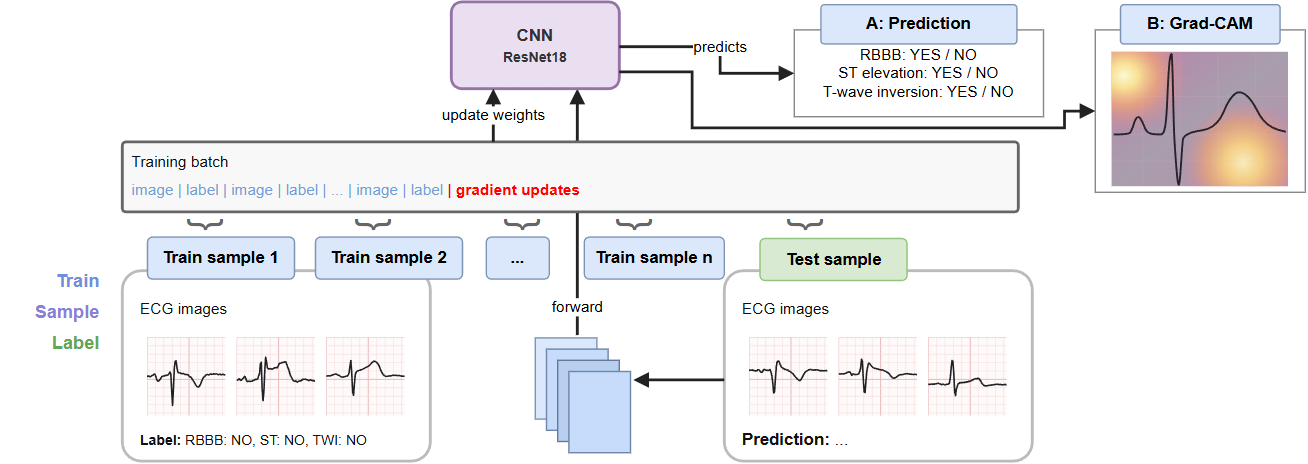 CNN
ResNet18
predicts
A: Prediction
RBBB: YES / NO
ST elevation: YES / NO
T-wave inversion: YES / NO
B: Grad-CAM
update weights
Training batch
image | label | image | label | ... | image | label | gradient updates
Train sample 1
Train sample 2
...
Train sample n
Test sample
Train
Sample
Label
ECG images
Label: RBBB: NO, ST: NO, TWI: NO
forward
ECG images
Prediction: ...